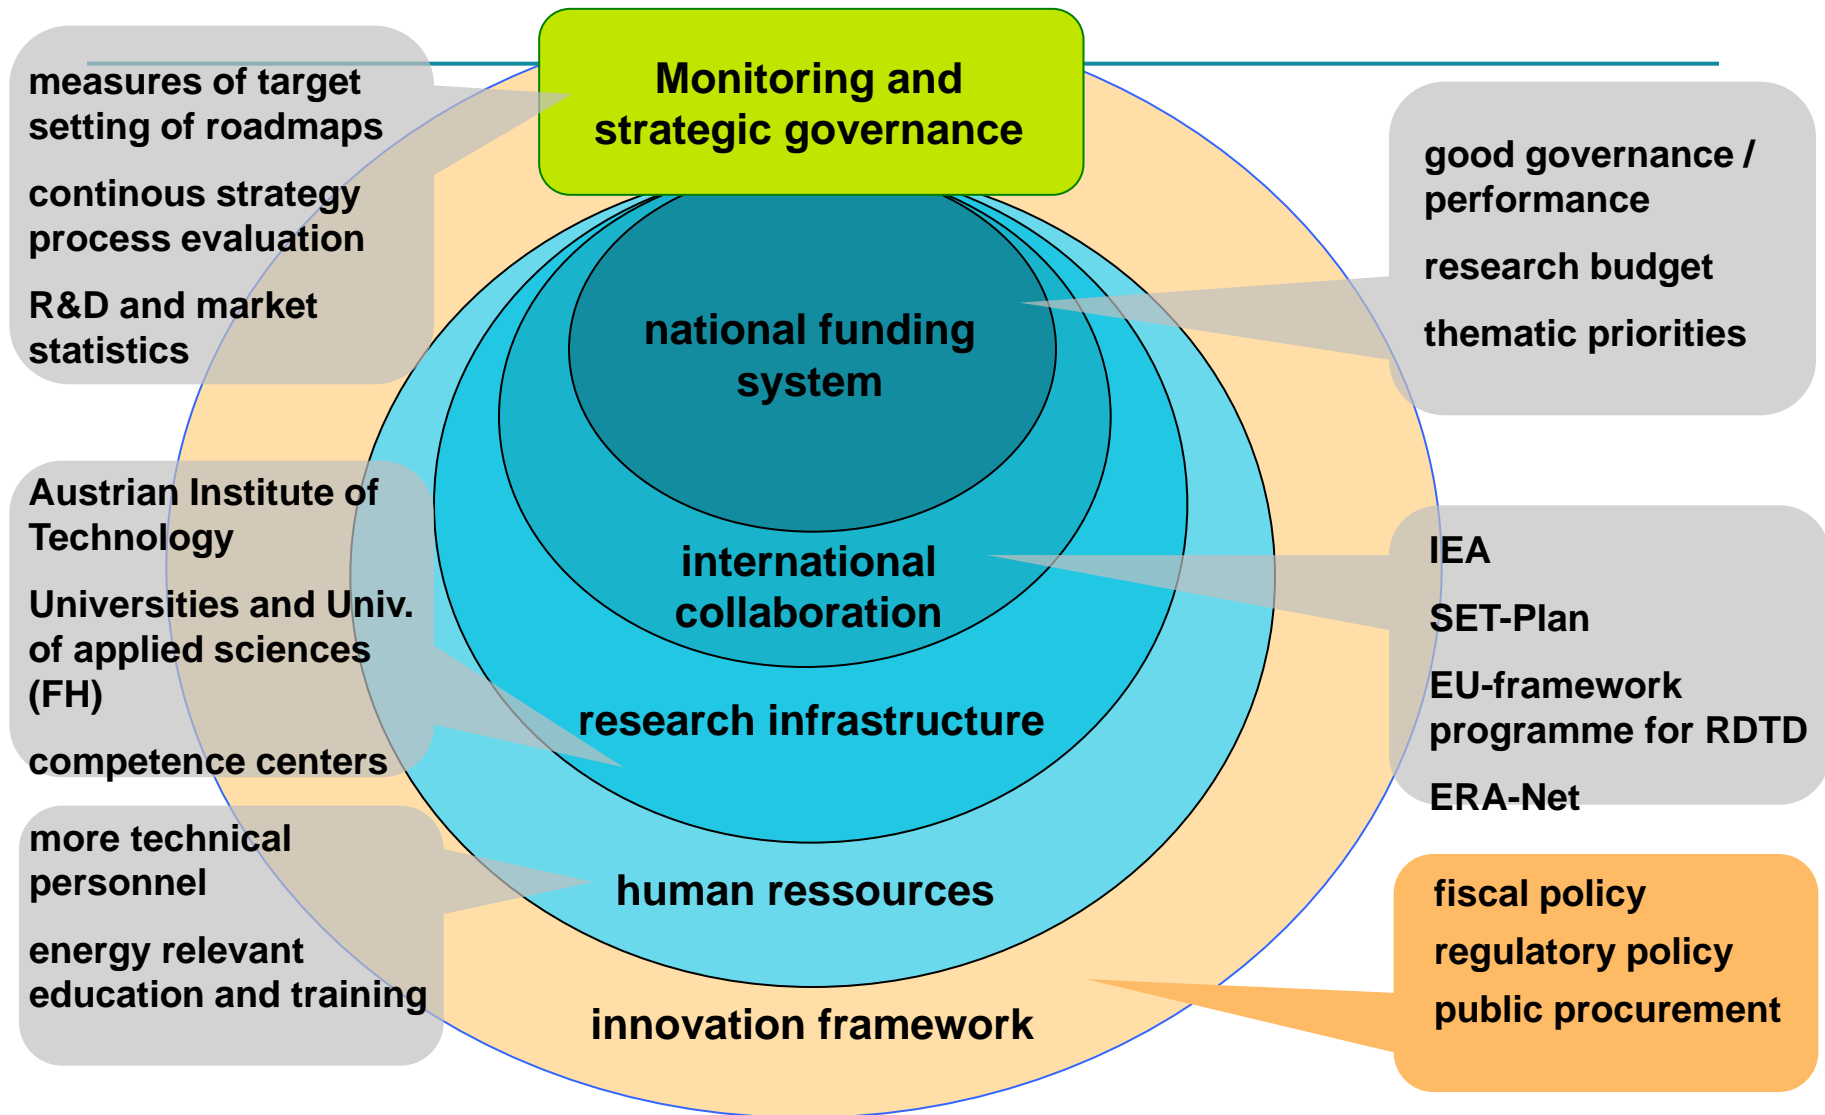 Monitoring and
strategic governance
measures of target
setting of roadmaps
continous strategy
process evaluation
R&D and market
statistics
good governance /
performance
research budget
thematic priorities
national funding
system
Austrian Institute of
Technology
Universities and Univ.
of applied sciences
(FH)
competence centers
international
collaboration
IEA
SET-Plan
EU-framework
programme for RDTD
ERA-Net
research infrastructure
more technical
personnel
energy relevant
education and training
human ressources
fiscal policy
regulatory policy
public procurement
innovation framework